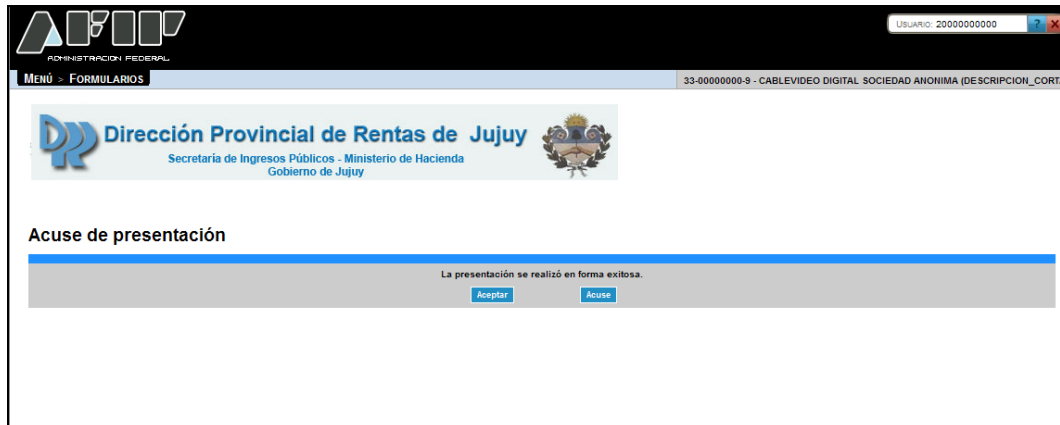 AFIP
ADMINISTRACION FEDERAL
USUARIO: 20000000000 ? X
MENÚ > FORMULARIOS
33-00000000-9 - CABLEVIDEO DIGITAL SOCIEDAD ANONIMA (DESCRIPCION_CORT
DPR
Dirección Provincial de Rentas de Jujuy
Secretaría de Ingresos Públicos - Ministerio de Hacienda
Gobierno de Jujuy
Acuse de presentación
La presentación se realizó en forma exitosa.
Aceptar Acuse